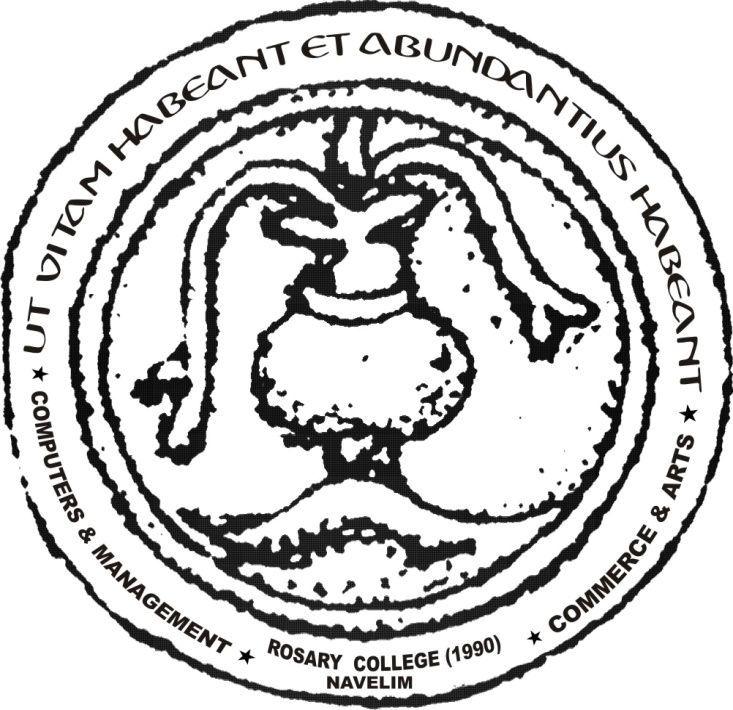 UT VITAM HABEANT ET ABUNDANTIUS HABEANT
★ COMPUTERS & MANAGEMENT ★ ROSARY COLLEGE (1990) ★ COMMERCE & ARTS ★
NAVELIM